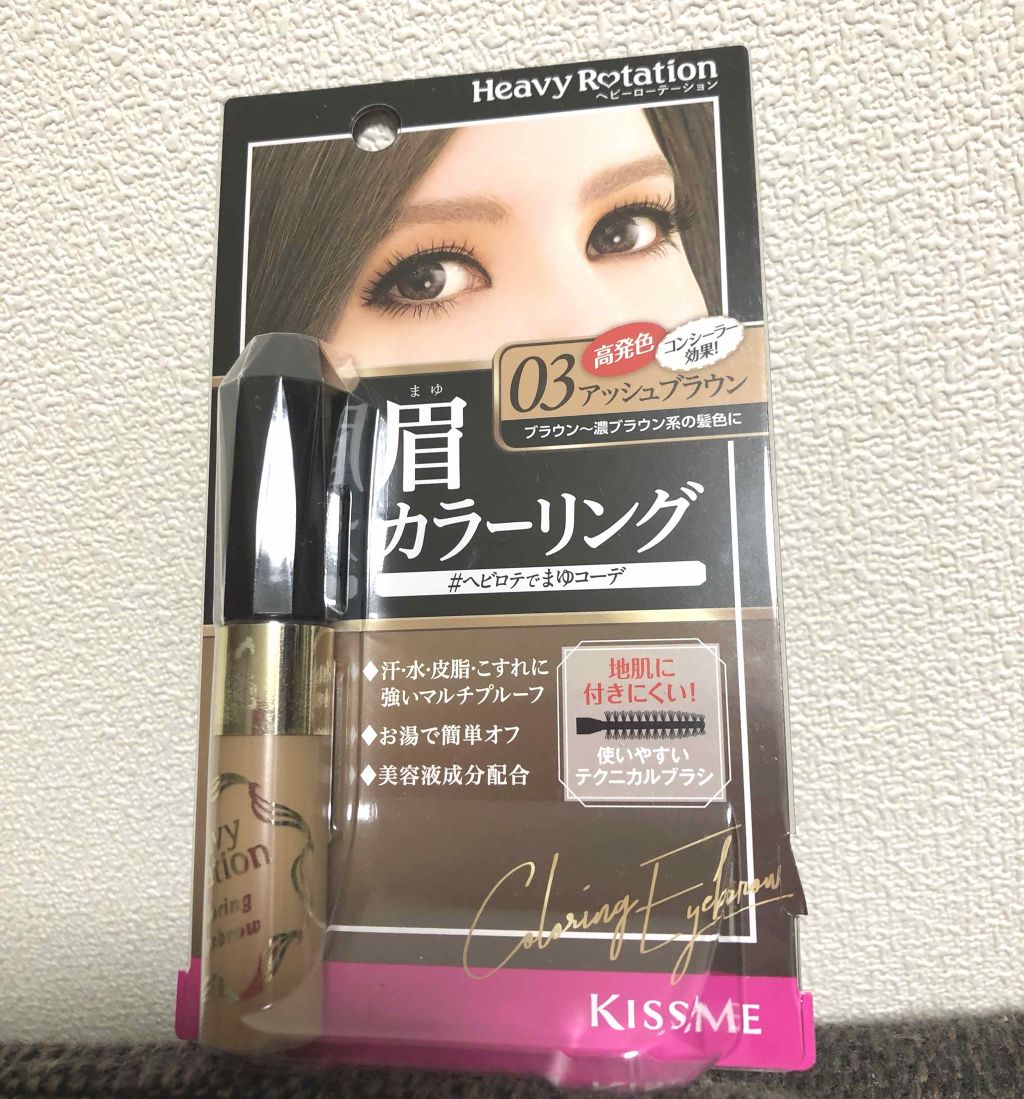 Heavy Rotation
ヘビーローテーション
高発色
コンシーラー
効果!
03アッシュブラウン
ブラウン〜濃ブラウン系の髪色に
まゆ
眉
カラーリング
#ヘビロテでまゆコーデ
◆汗・水・皮脂・こすれに
強いマルチプルーフ
◆お湯で簡単オフ
◆美容液成分配合
地肌に
付きにくい!
使いやすい
テクニカルブラシ
Coloring Eyebrow
KISSME